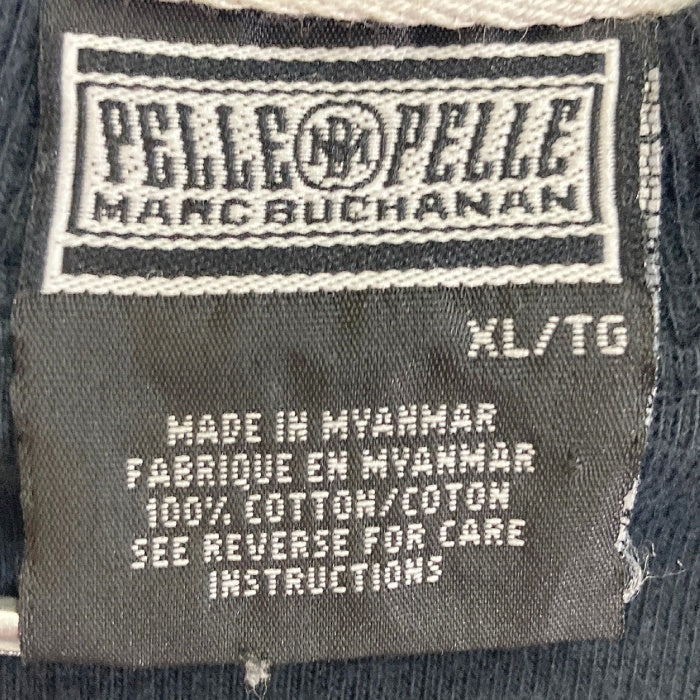 PELLE MB PELLE
MARC BUCHANAN
XL/TG
MADE IN MYANMAR
FABRIQUE EN MYANMAR
100% COTTON/COTON
SEE REVERSE FOR CARE
INSTRUCTIONS